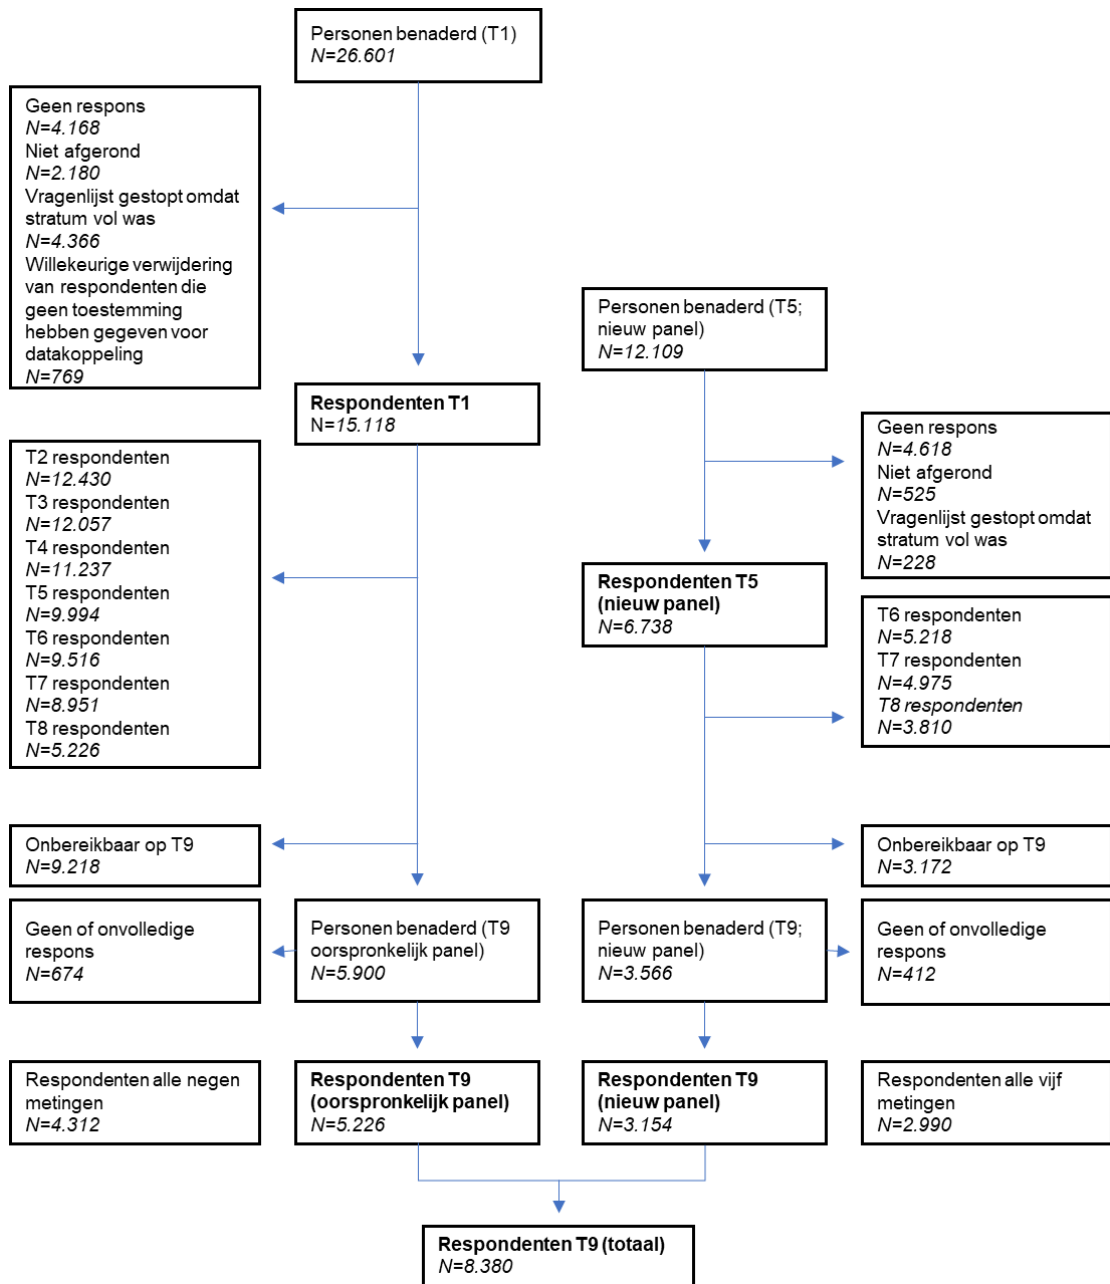 Personen benaderd (T1)
N=26.601
Geen respons
N=4.168
Niet afgerond
N=2.180
Vragenlijst gestopt omdat
stratum vol was
N=4.366
Willekeurige verwijdering
van respondenten die
geen toestemming
hebben gegeven voor
datakoppeling
N=769
Personen benaderd (T5;
nieuw panel)
N=12.109
Respondenten T1
N=15.118
Geen respons
N=4.618
Niet afgerond
N=525
Vragenlijst gestopt omdat
stratum vol was
N=228
T2 respondenten
N=12.430
T3 respondenten
N=12.057
T4 respondenten
N=11.237
T5 respondenten
N=9.994
T6 respondenten
N=9.516
T7 respondenten
N=8.951
T8 respondenten
N=5.226
Respondenten T5
(nieuw panel)
N=6.738
T6 respondenten
N=5.218
T7 respondenten
N=4.975
T8 respondenten
N=3.810
Onbereikbaar op T9
N=9.218
Onbereikbaar op T9
N=3.172
Geen of onvolledige
respons
N=674
Personen benaderd (T9
oorspronkelijk panel)
N=5.900
Personen benaderd (T9;
nieuw panel)
N=3.566
Geen of onvolledige
respons
N=412
Respondenten alle negen
metingen
N=4.312
Respondenten T9
(oorspronkelijk panel)
N=5.226
Respondenten T9
(nieuw panel)
N=3.154
Respondenten alle vijf
metingen
N=2.990
Respondenten T9 (totaal)
N=8.380